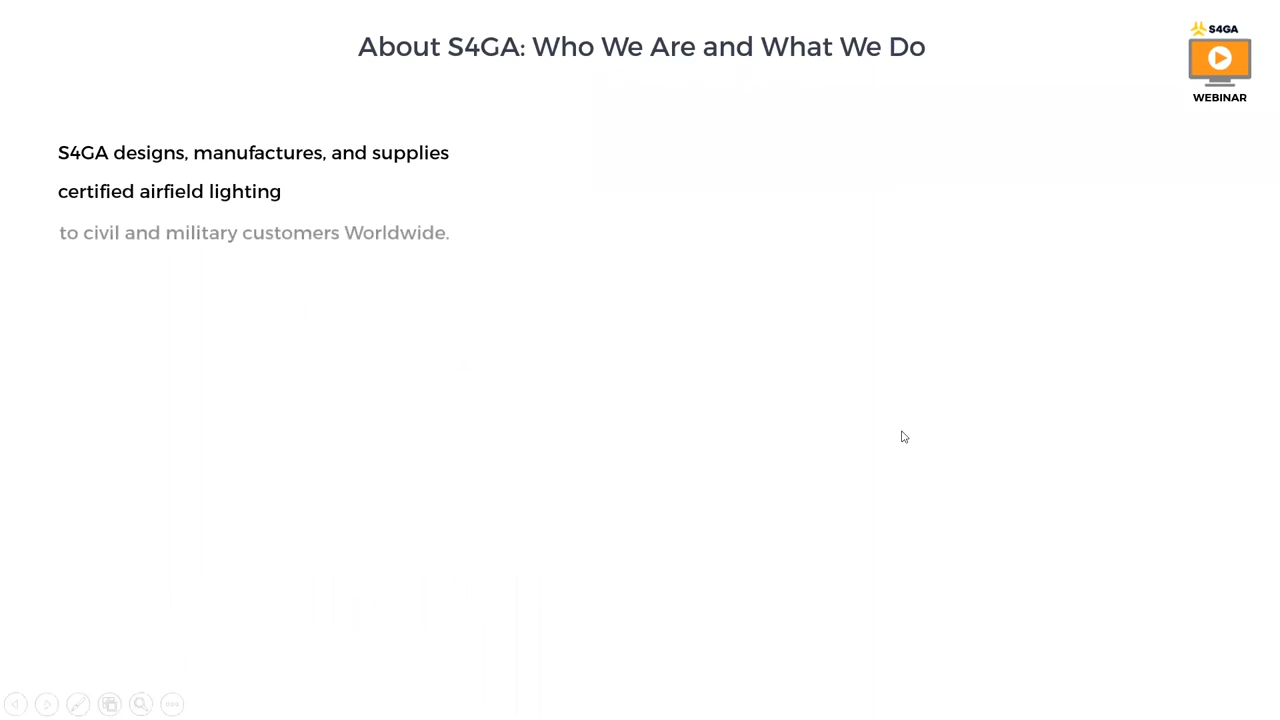 About S4GA: Who We Are and What We Do
S4GA
WEBINAR
S4GA designs, manufactures, and supplies
certified airfield lighting
to civil and military customers Worldwide.